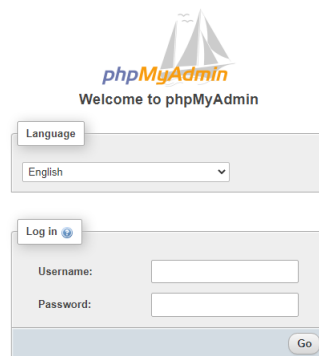 phpMyAdmin
Welcome to phpMyAdmin
Language
English
Log in
Username:
Password:
Go